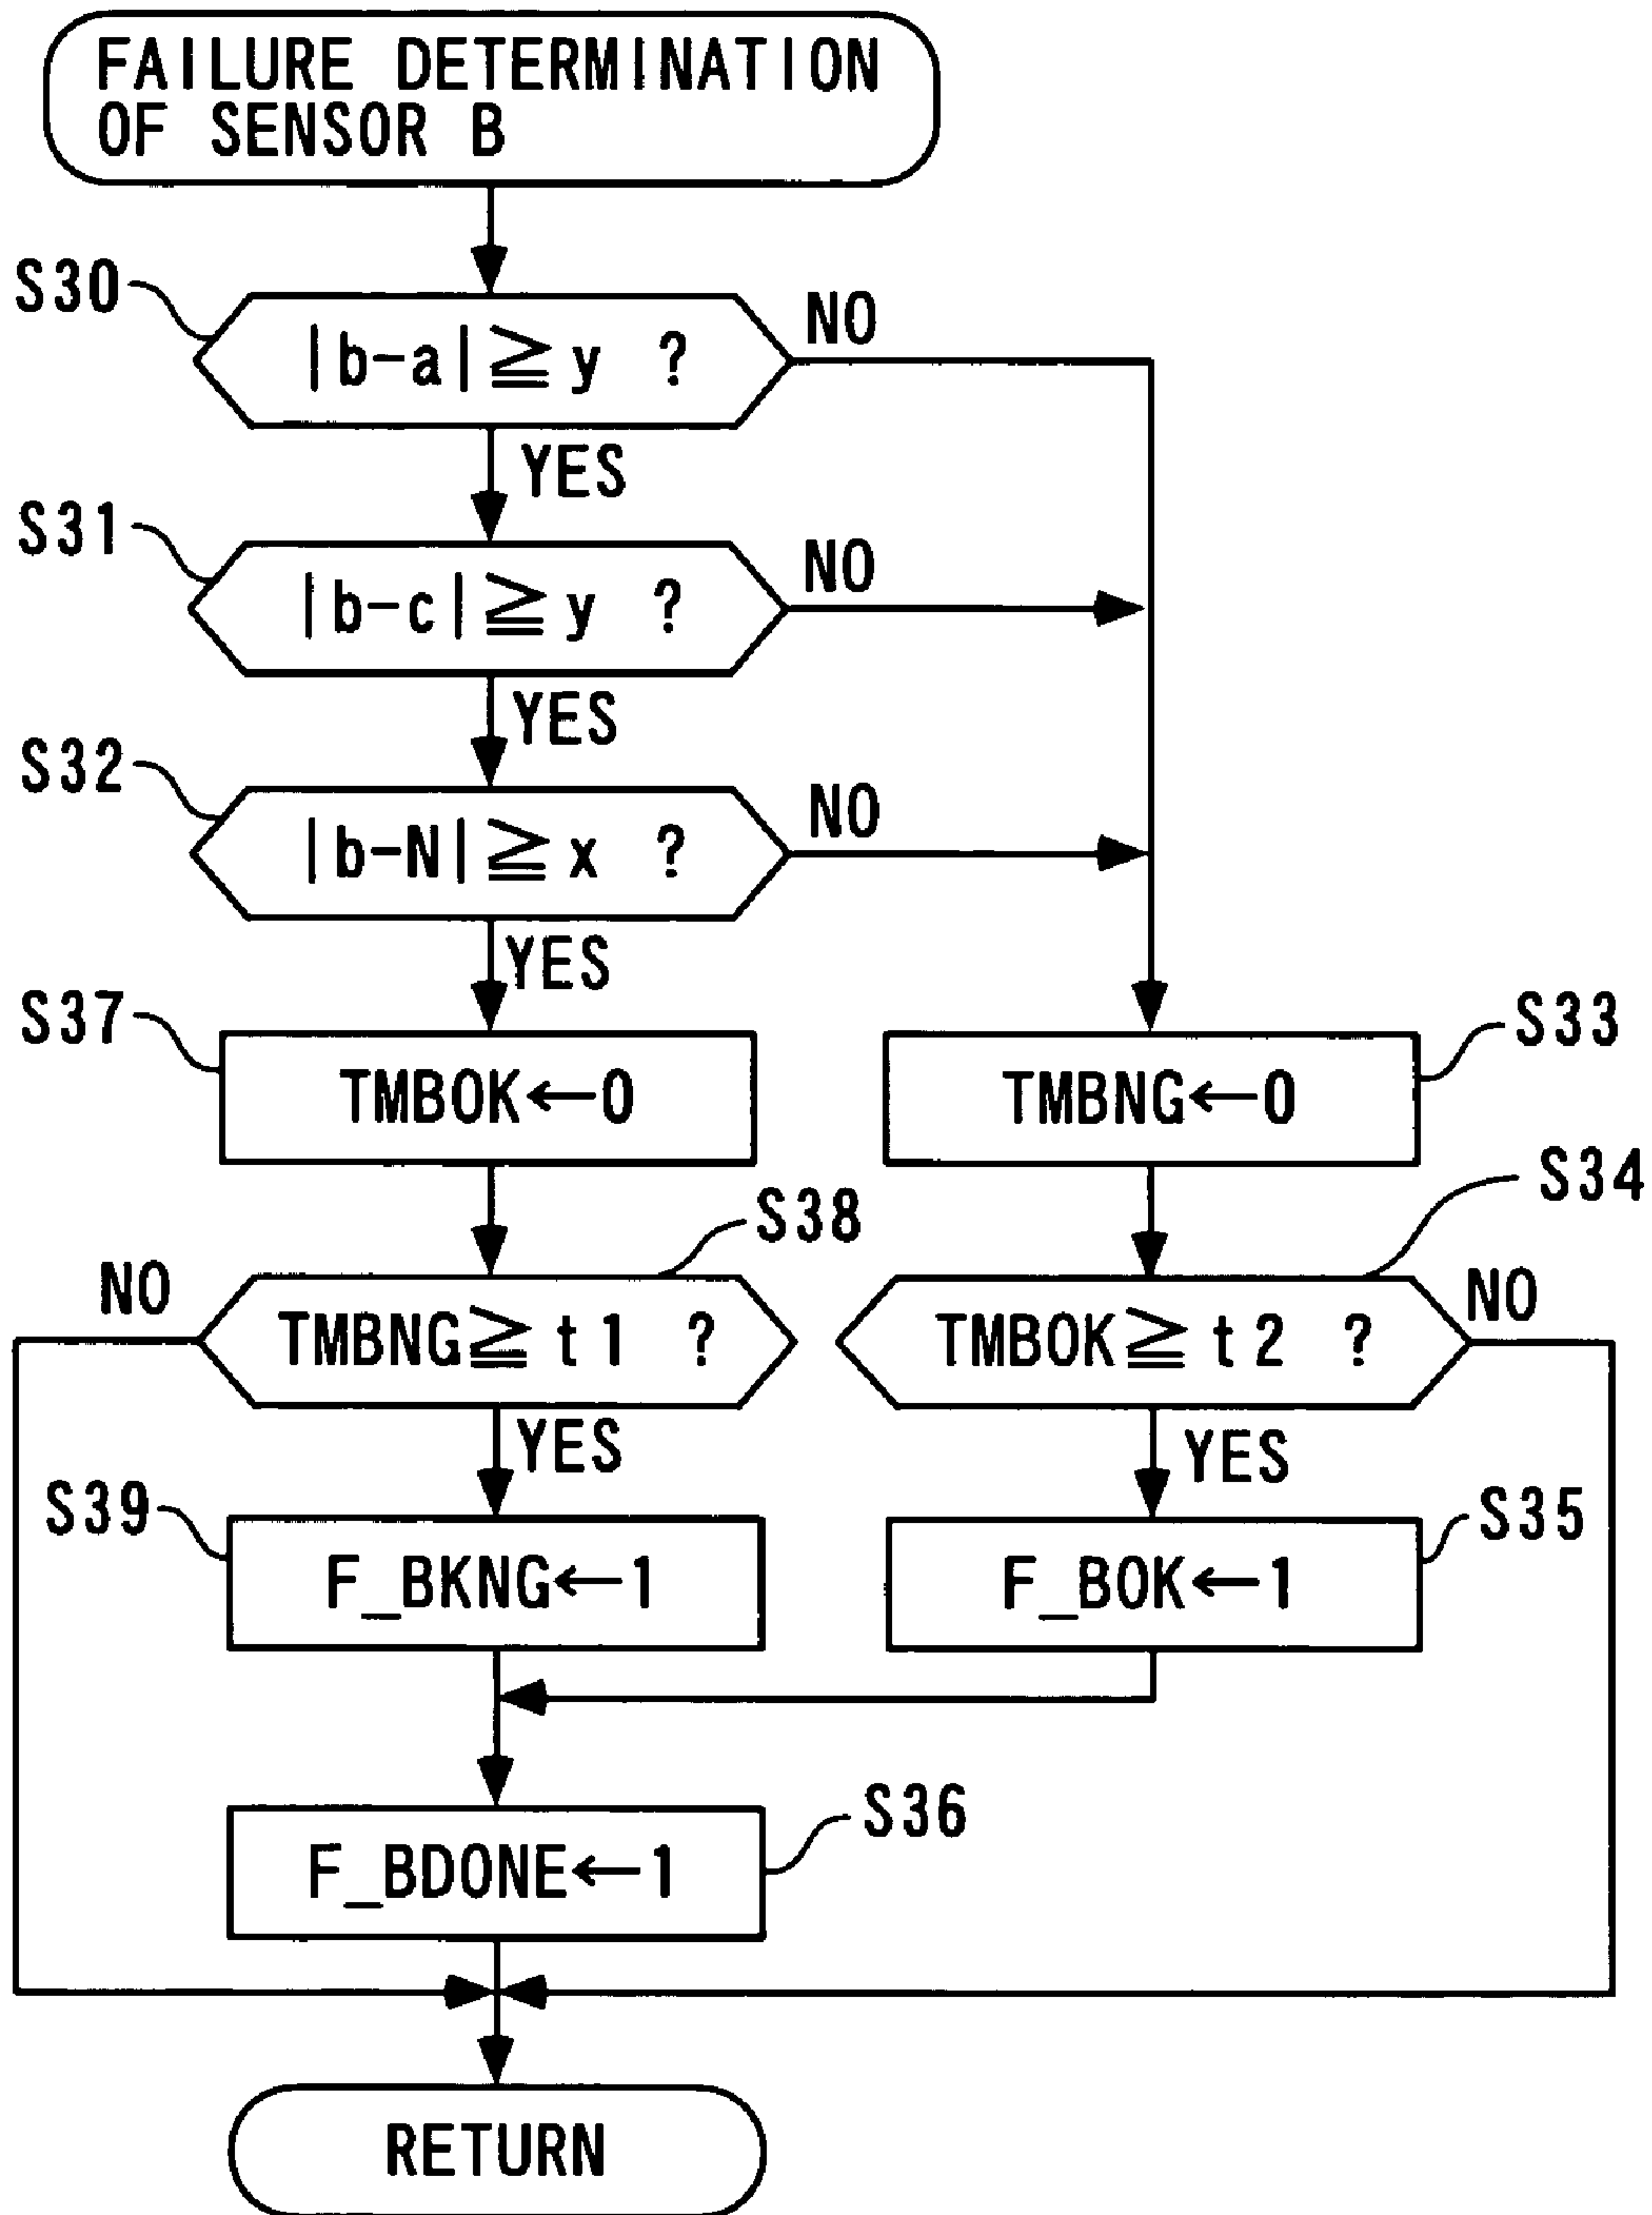 FAILURE DETERMINATION
OF SENSOR B
S30
|b-a|≧y ?
NO
YES
S31
|b-c|≧y ?
NO
YES
S32
|b-N|≧x ?
NO
YES
S37
TMBOK←0
TMBNG←0
S33
S38
S34
NO
TMBNG≧t1 ?
TMBOK≧t2 ?
NO
YES
YES
S39
F_BKNG←1
F_BOK←1
S35
F_BDONE←1
S36
RETURN